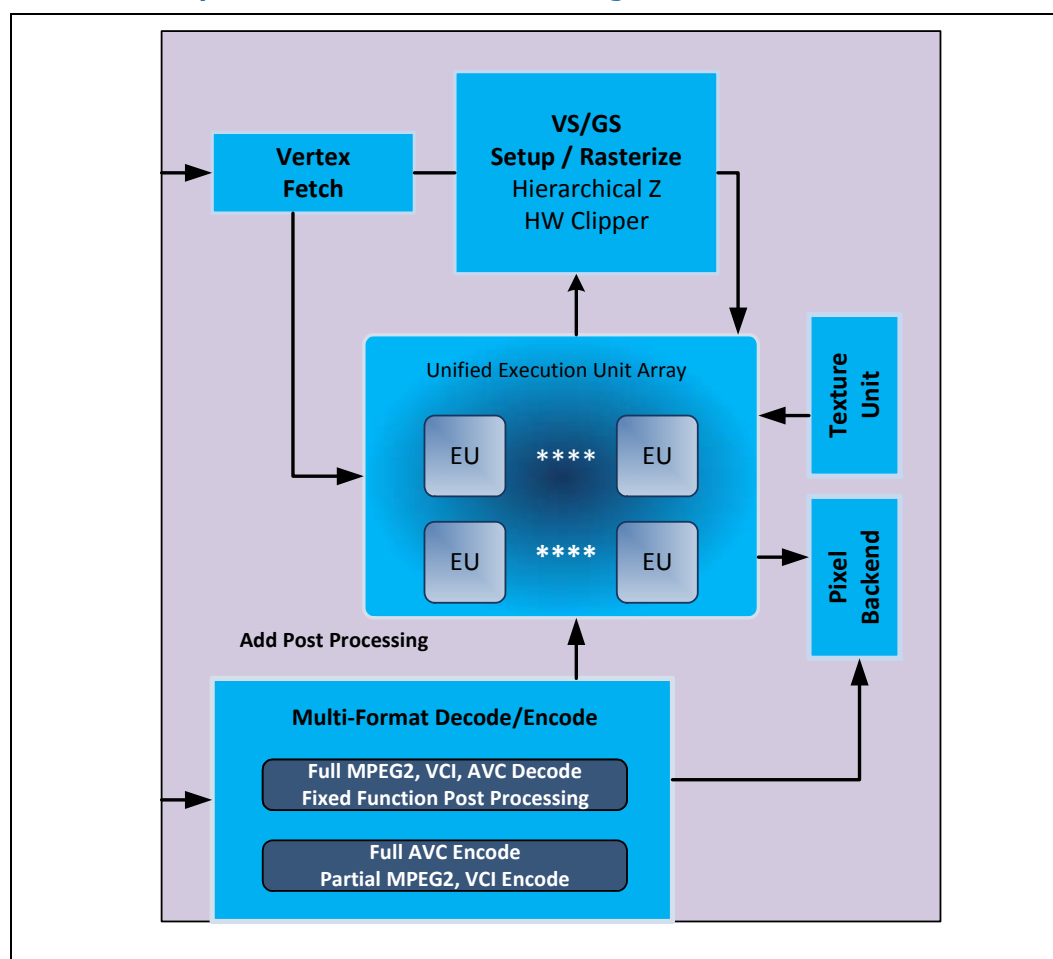 VS/GS
Setup / Rasterize
Hierarchical Z
HW Clipper
Vertex
Fetch
Unified Execution Unit Array
EU
****
EU
EU
****
EU
Texture
Unit
Pixel
Backend
Add Post Processing
Multi-Format Decode/Encode
Full MPEG2, VCI, AVC Decode
Fixed Function Post Processing
Full AVC Encode
Partial MPEG2, VCI Encode